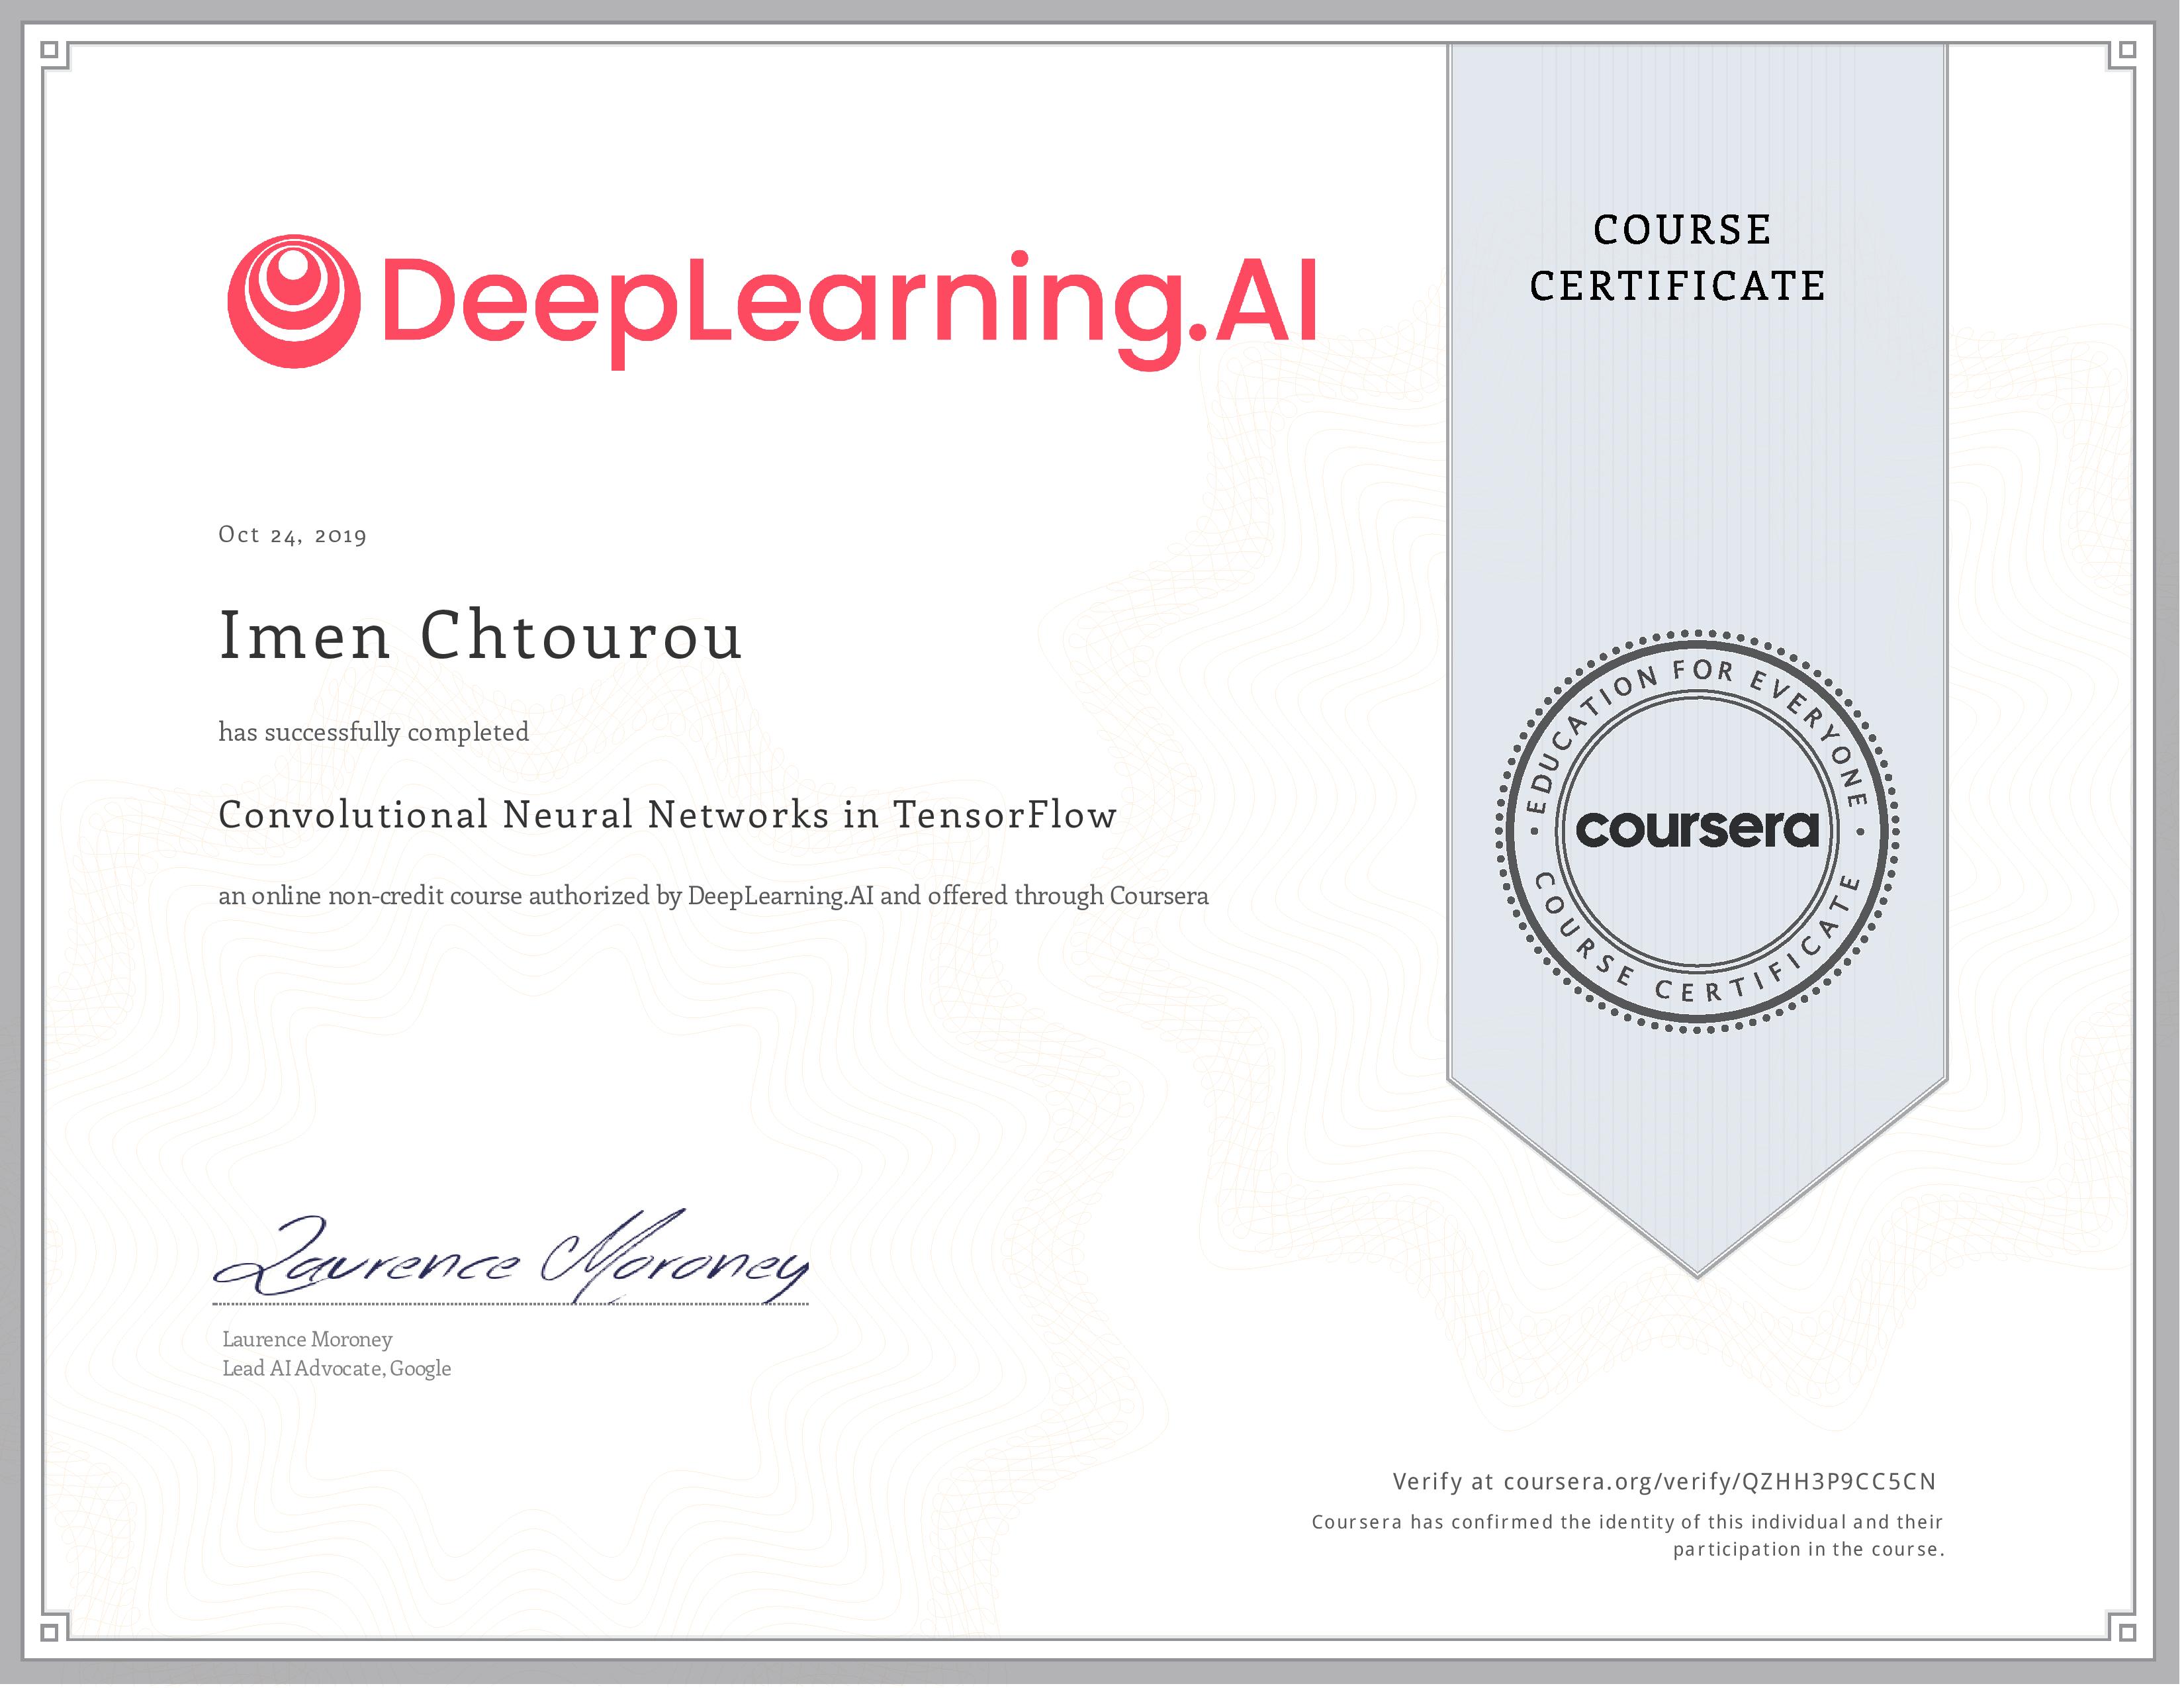 DeepLearning.AI
COURSE
CERTIFICATE
Oct 24, 2019
Imen Chtourou
has successfully completed
Convolutional Neural Networks in TensorFlow
an online non-credit course authorized by DeepLearning.AI and offered through Coursera
EDUCATION FOR EVERYONE
coursera
COURSE CERTIFICATE
Laurence Moroney
Laurence Moroney
Lead AI Advocate, Google
Verify at coursera.org/verify/QZHH3P9CC5CN
Coursera has confirmed the identity of this individual and their
participation in the course.